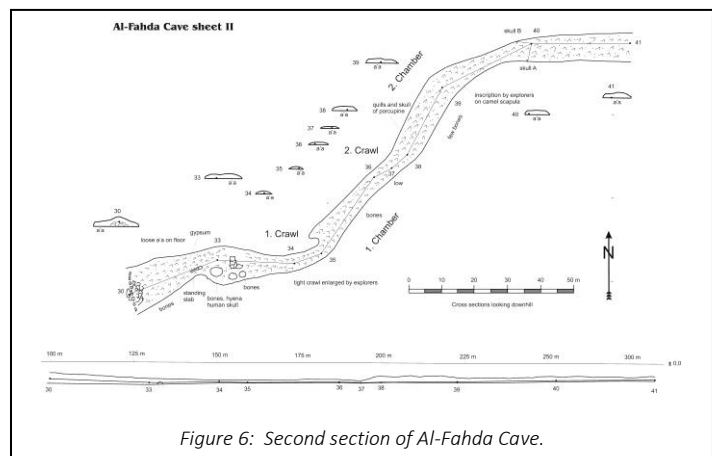 Al-Fahda Cave sheet II
skull B
40
41
39
a'a
2. Chamber
skull A
38
a'a
quills and skull
of porcupine
39
inscription by explorers
on camel scapula
41
a'a
40
a'a
37
a'a
few bones
36
a'a
2. Crawl
36
38
37
low
35
a'a
33
a'a
34
a'a
bones
1. Chamber
30
a'a
loose a'a on floor
gypsum
33
1. Crawl
34
35
N
30
standing
slab
bones
bones, hyena
human skull
bones
tight crawl enlarged by explorers
0
10
20
30
40
50 m
Cross sections looking downhill
100 m
125 m
150 m
175 m
200 m
225 m
250 m
300 m
± 0,0
30
33
34
35
36
37
38
39
40
41
Figure 6: Second section of Al-Fahda Cave.